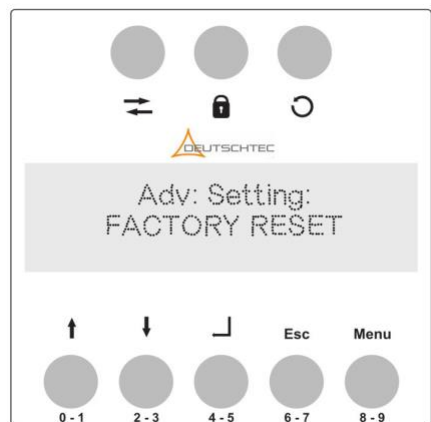 DEUTSCHTEC
Adv: Setting:
FACTORY RESET
Esc
Menu
0 - 1
2 - 3
4 - 5
6 - 7
8 - 9